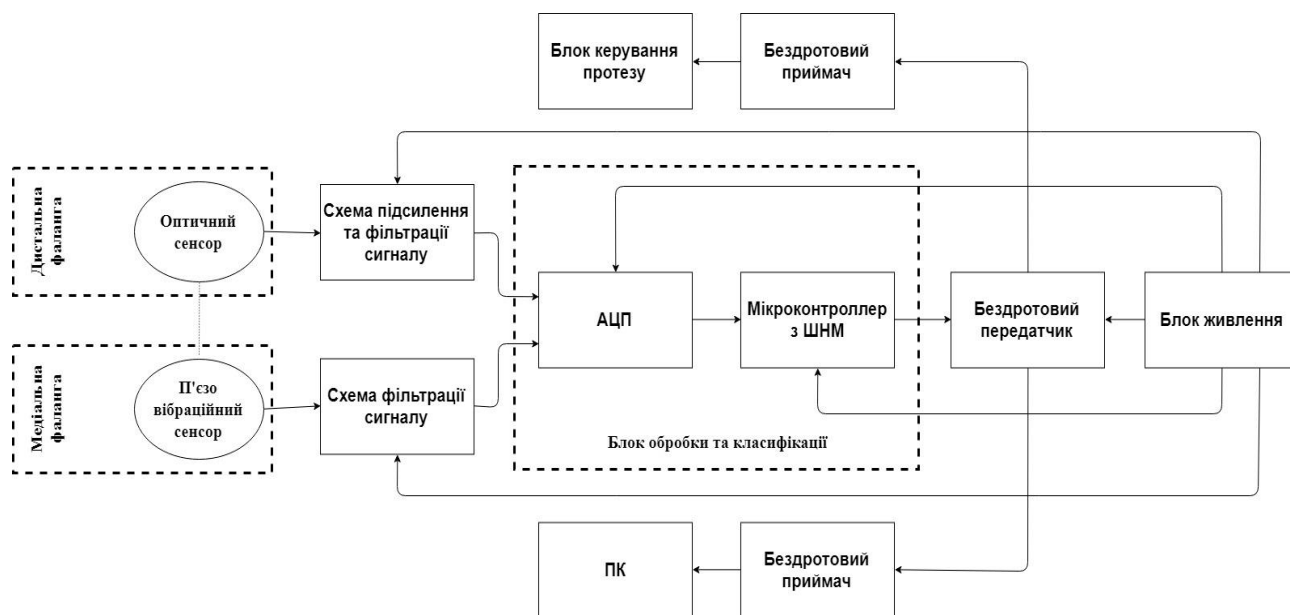 Блок керування
протезу
Бездротовий
приймач
Дистальна
фаланга
Оптичний
сенсор
Схема підсилення
та фільтрації
сигналу
АЦП
Мікроконтроллер
з ШНМ
Бездротовий
передатчик
Блок живлення
Медіальна
фаланга
П'єзо
вібраційний
сенсор
Схема фільтрації
сигналу
Блок обробки та класифікації
ПК
Бездротовий
приймач